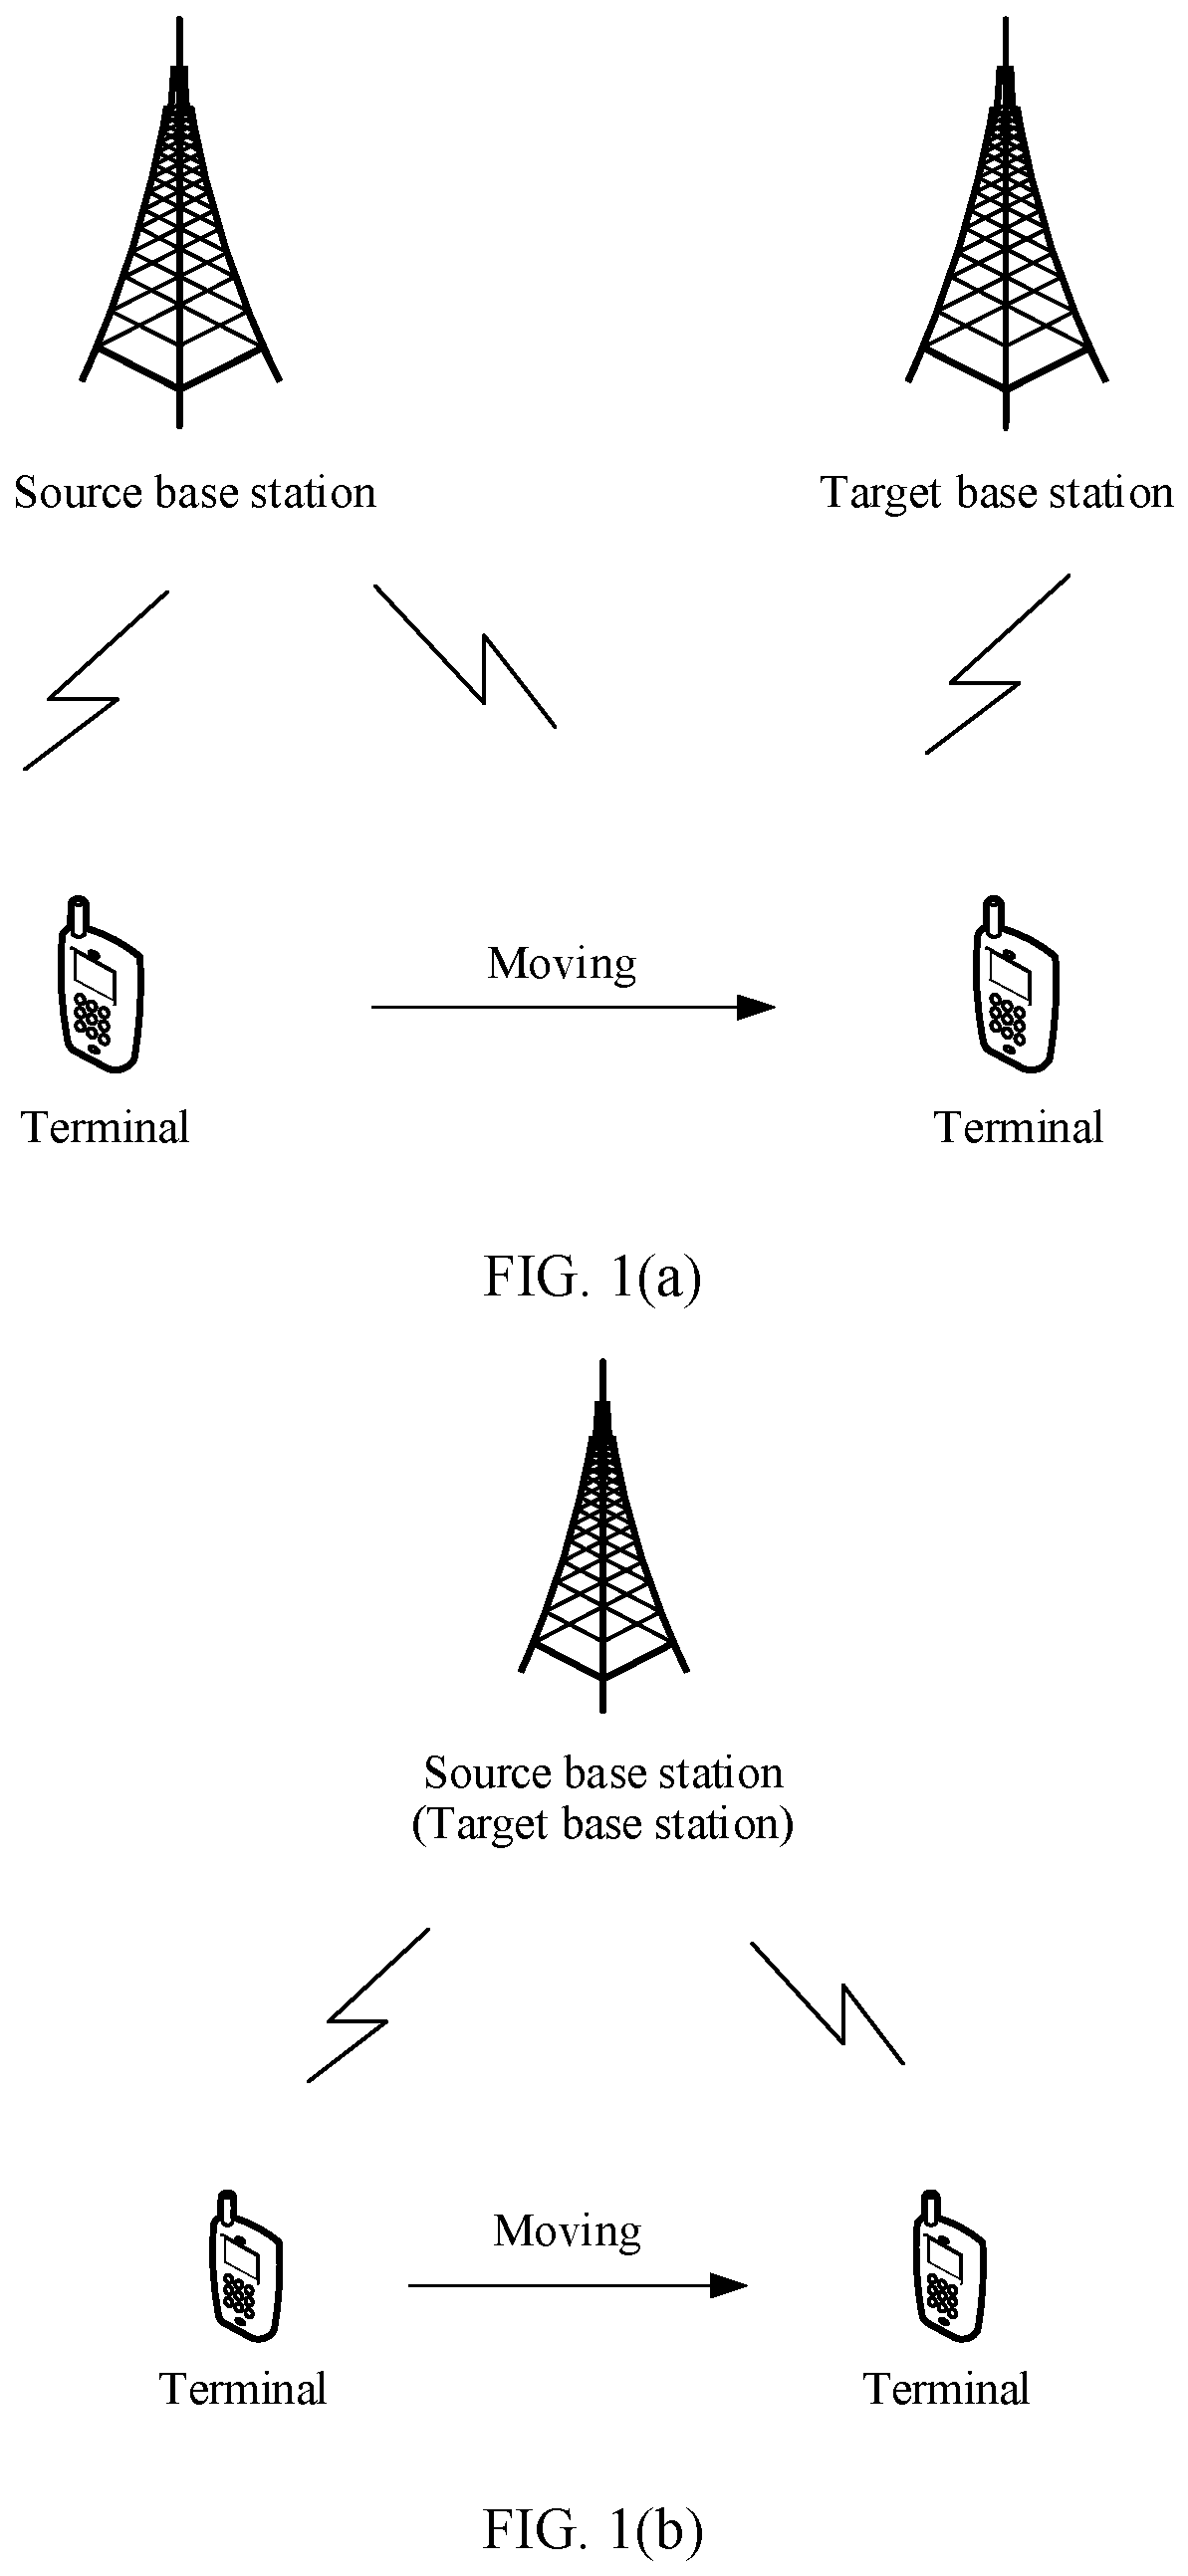 Source base station
Target base station
Moving
Terminal
Terminal
FIG. 1(a)
Source base station
(Target base station)
Moving
Terminal
Terminal
FIG. 1(b)